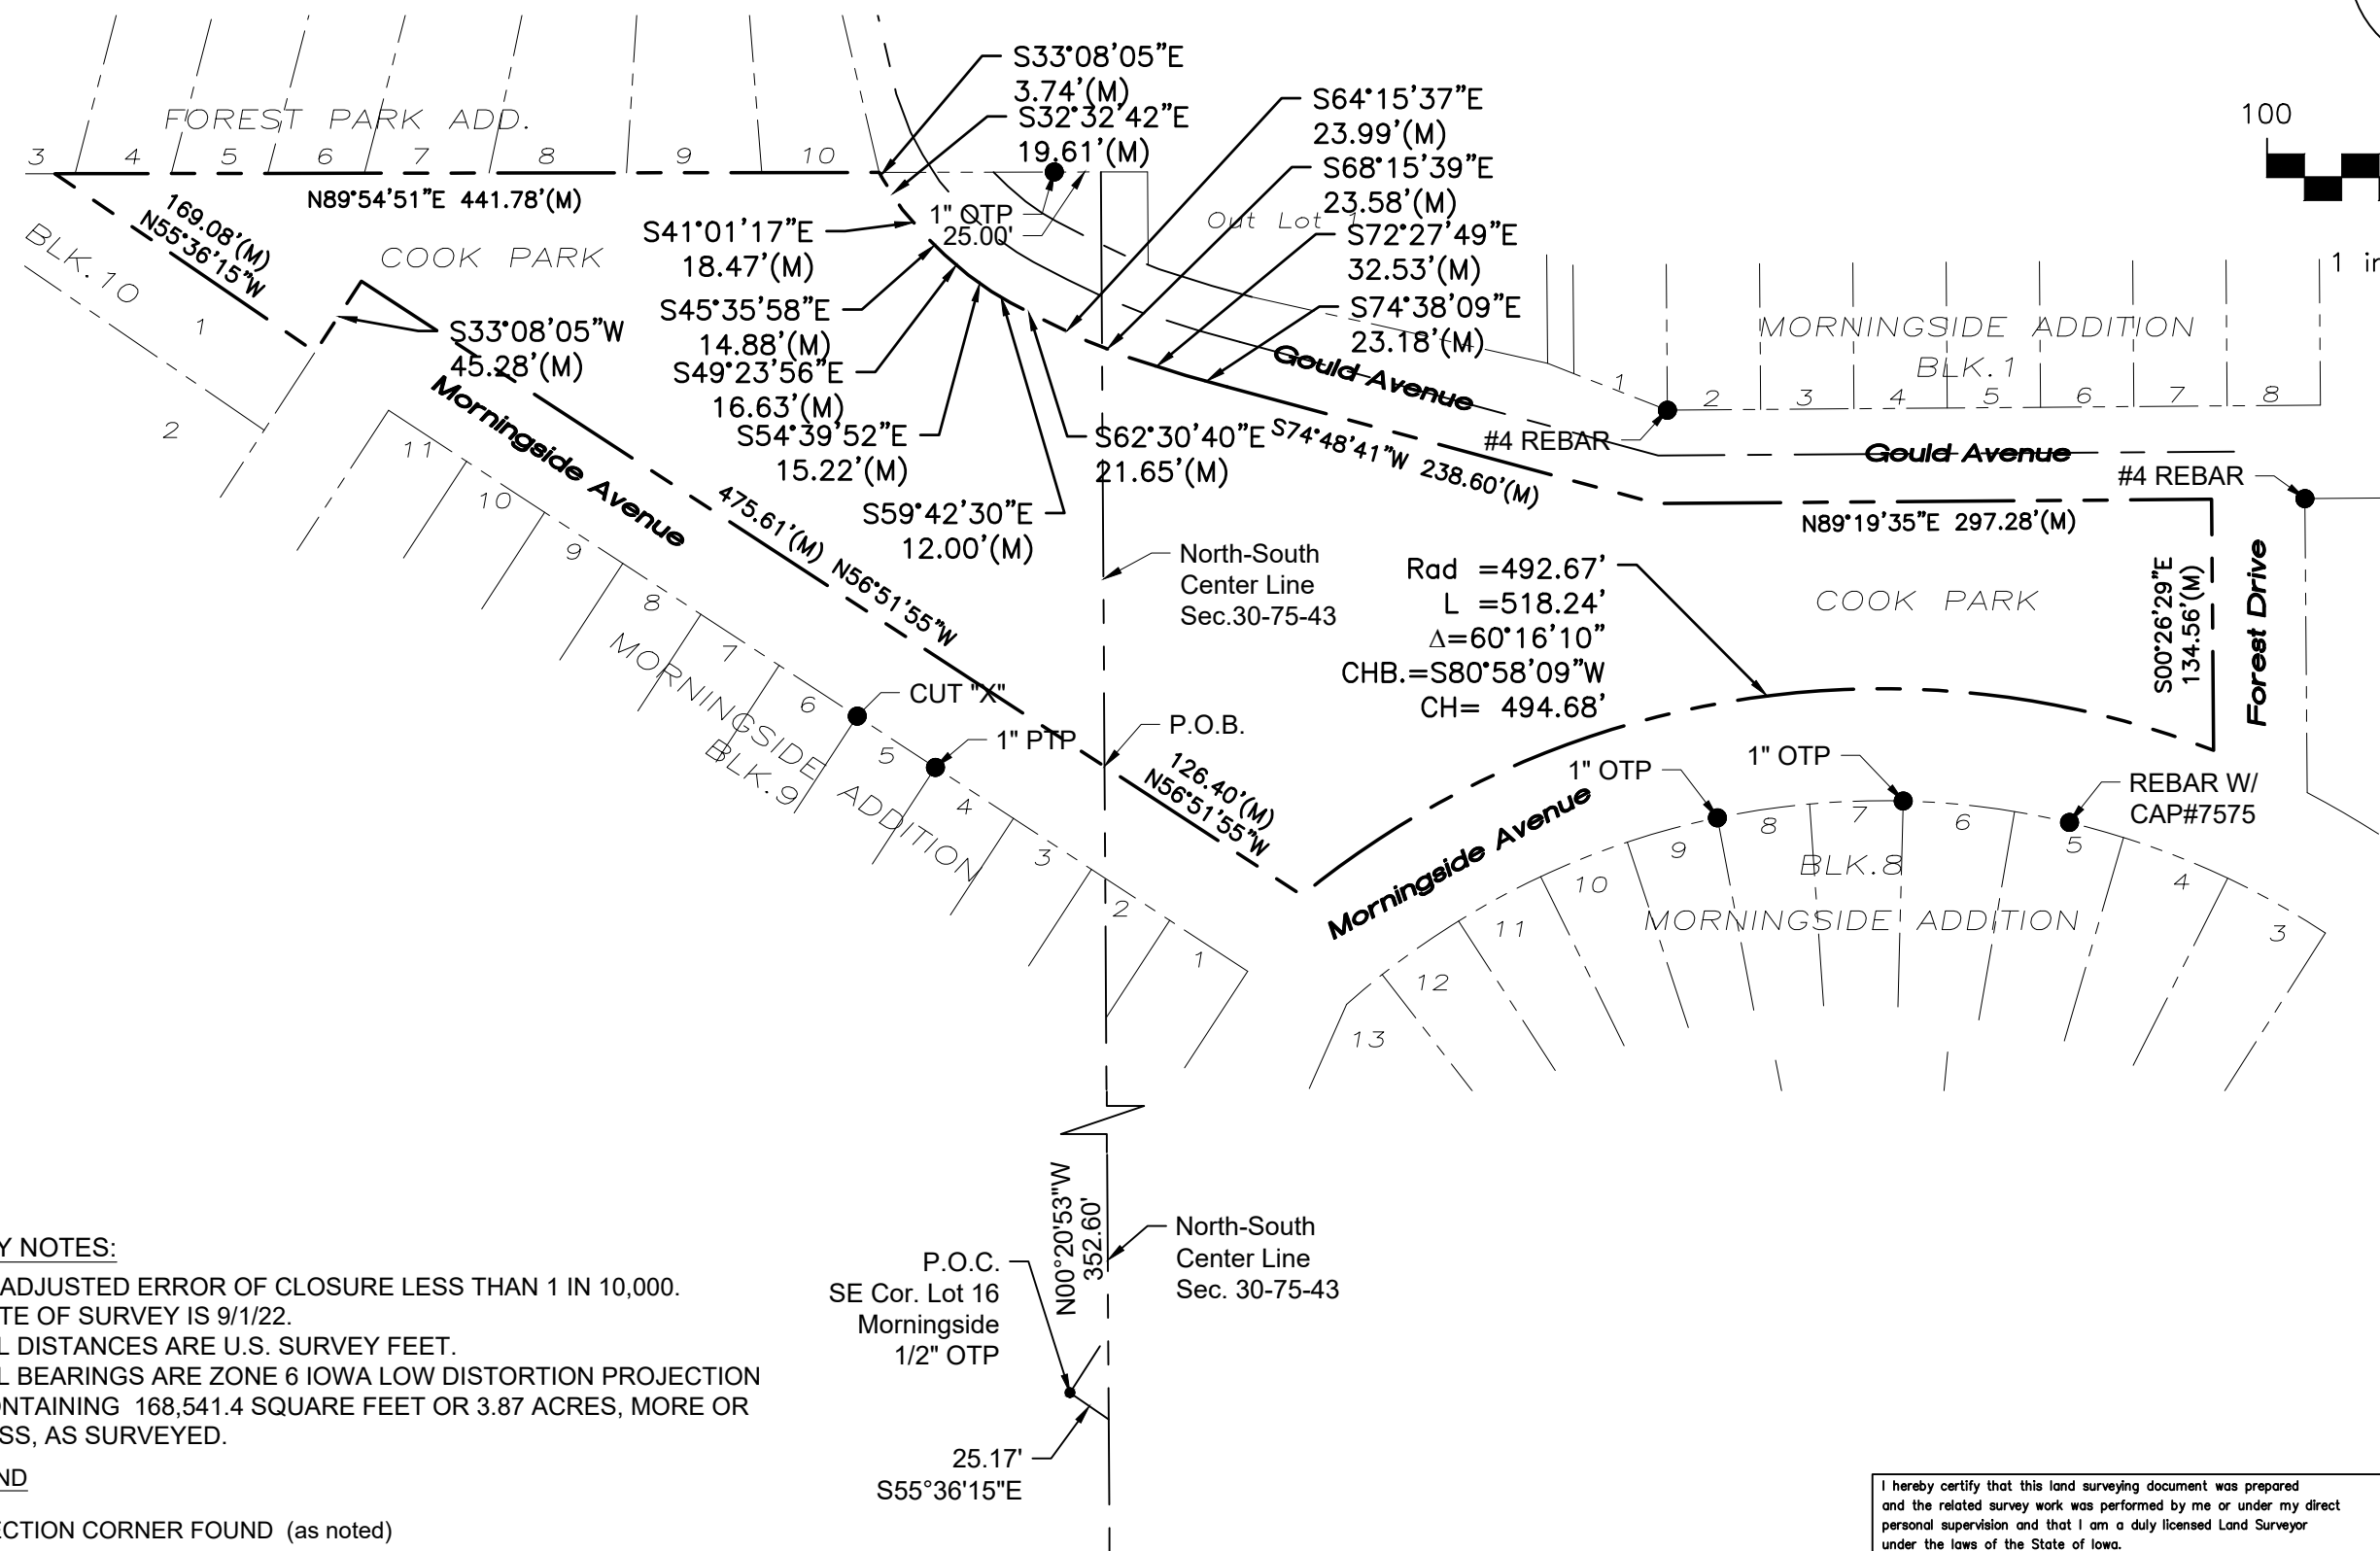 S33°08'05"E
3.74'(M)
S32°32'42"E
19.61'(M)
S64°15'37"E
23.99'(M)
S68°15'39"E
23.58'(M)
S72°27'49"E
32.53'(M)
S74°38'09"E
23.18'(M)
100
1 in
FOREST PARK ADD.
3 4 5 6 7 8 9 10
N89°54'51"E 441.78'(M)
169.08'(M)
N55°36'15"W
COOK PARK
BLK.10
1
2
1" OTP
25.00'
Out Lot 1
S41°01'17"E
18.47'(M)
S45°35'58"E
14.88'(M)
S49°23'56"E
16.63'(M)
S54°39'52"E
15.22'(M)
S59°42'30"E
12.00'(M)
S62°30'40"E
21.65'(M)
S33°08'05"W
45.28'(M)
Morningside Avenue
475.61'(M) N56°51'55"W
11
10
9
8
7
6
5
4
3
2
1
MORNINGSIDE ADDITION
BLK.9
CUT "X"
1" PTP
Gould Avenue
S74°48'41"W 238.60'(M)
#4 REBAR
MORNINGSIDE ADDITION
BLK.1
1 2 3 4 5 6 7 8
Gould Avenue
#4 REBAR
N89°19'35"E 297.28'(M)
North-South
Center Line
Sec.30-75-43
Rad =492.67'
L =518.24'
Δ=60°16'10"
CHB.=S80°58'09"W
CH= 494.68'
COOK PARK
S00°26'29"E
134.56'(M)
Forest Drive
P.O.B.
126.40'(M)
N56°51'55"W
1" OTP
1" OTP
REBAR W/
CAP#7575
Morningside Avenue
13
12
11
10
9
8
7
6
5
4
3
BLK.8
MORNINGSIDE ADDITION
N00°20'53"W
352.60'
North-South
Center Line
Sec. 30-75-43
P.O.C.
SE Cor. Lot 16
Morningside
1/2" OTP
25.17'
S55°36'15"E
Y NOTES:
ADJUSTED ERROR OF CLOSURE LESS THAN 1 IN 10,000.
TE OF SURVEY IS 9/1/22.
L DISTANCES ARE U.S. SURVEY FEET.
L BEARINGS ARE ZONE 6 IOWA LOW DISTORTION PROJECTION
ONTAINING 168,541.4 SQUARE FEET OR 3.87 ACRES, MORE OR
SS, AS SURVEYED.
ND
ECTION CORNER FOUND (as noted)
I hereby certify that this land surveying document was prepared
and the related survey work was performed by me or under my direct
personal supervision and that I am a duly licensed Land Surveyor
under the laws of the State of Iowa.